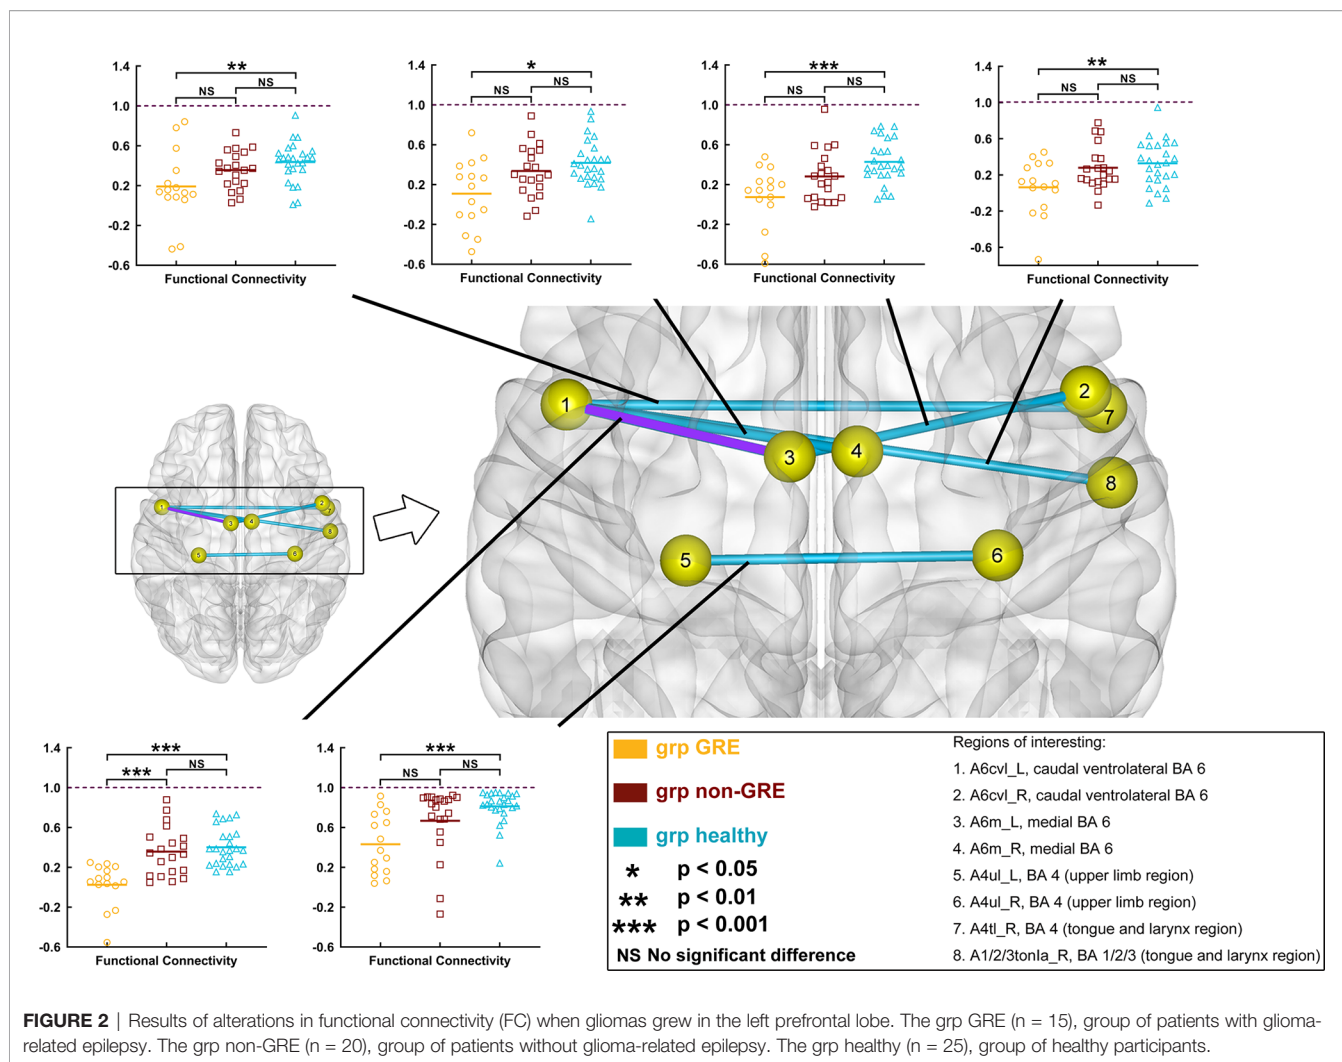 1.4
1.0
0.6
0.2
-0.2
-0.6
**
NS
NS
Functional Connectivity
1.4
1.0
0.6
0.2
-0.2
-0.6
*
NS
NS
Functional Connectivity
1.4
1.0
0.6
0.2
-0.2
-0.6
***
NS
NS
Functional Connectivity
1.4
1.0
0.6
0.2
-0.2
-0.6
**
NS
NS
Functional Connectivity
1
2
3
4
5
6
7
8
1
2
3
4
5
6
7
8
1.4
1.0
0.6
0.2
-0.2
-0.6
***
***
NS
Functional Connectivity
1.4
1.0
0.6
0.2
-0.2
-0.6
***
NS
NS
Functional Connectivity
grp GRE
grp non-GRE
grp healthy
* p < 0.05
** p < 0.01
*** p < 0.001
NS No significant difference
Regions of interesting:
1. A6cvl_L, caudal ventrolateral BA 6
2. A6cvl_R, caudal ventrolateral BA 6
3. A6m_L, medial BA 6
4. A6m_R, medial BA 6
5. A4ul_L, BA 4 (upper limb region)
6. A4ul_R, BA 4 (upper limb region)
7. A4tl_R, BA 4 (tongue and larynx region)
8. A1/2/3tonIa_R, BA 1/2/3 (tongue and larynx region)
FIGURE 2 | Results of alterations in functional connectivity (FC) when gliomas grew in the left prefrontal lobe. The grp GRE (n = 15), group of patients with glioma-
related epilepsy. The grp non-GRE (n = 20), group of patients without glioma-related epilepsy. The grp healthy (n = 25), group of healthy participants.